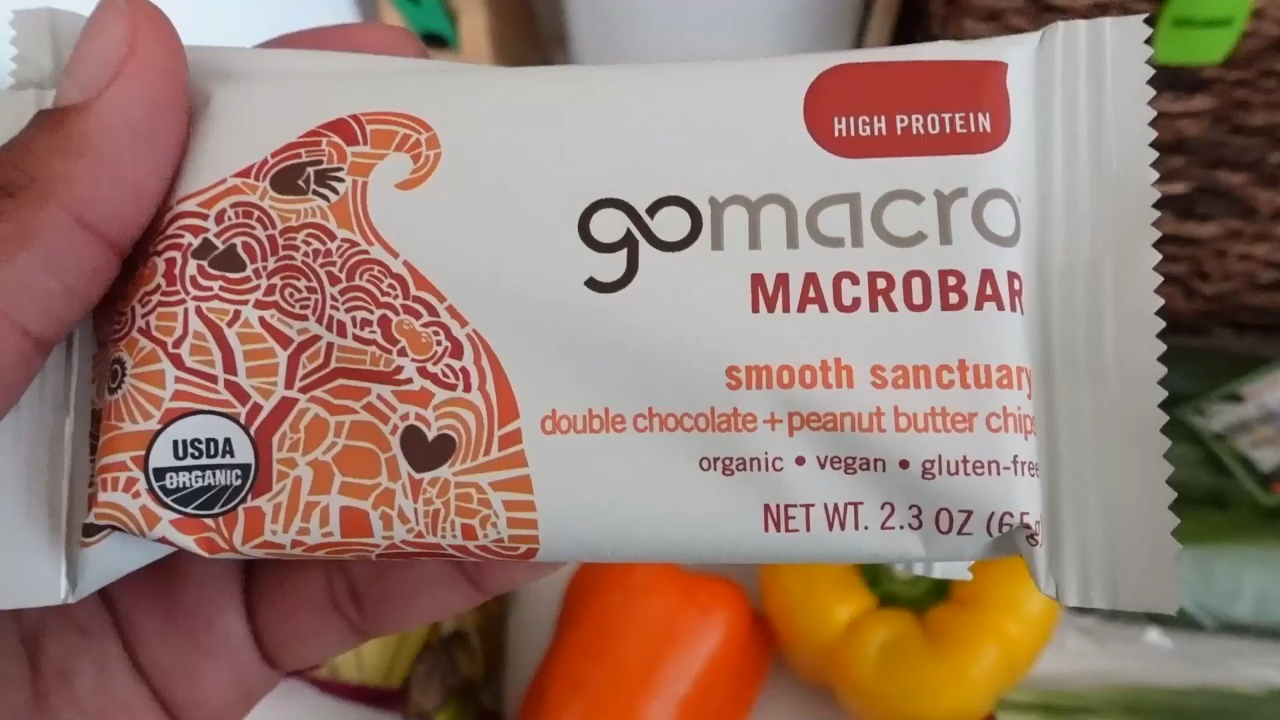 HIGH PROTEIN
gomacro
MACROBAR
smooth sanctuary
double chocolate + peanut butter chips
organic • vegan • gluten-free
NET WT. 2.3 OZ (65g)
USDA
ORGANIC